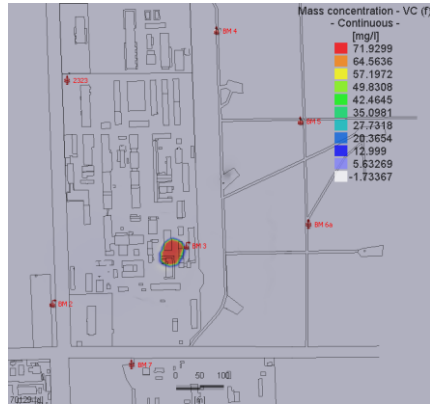 Mass concentration - VC (f)
- Continuous -
[mg/l]
71.9299
64.5636
57.1972
49.8308
42.4645
35.0981
27.7318
20.3654
12.999
5.63269
-1.73367
BM 4
2323
BM 5
BM 6a
BM 3
BM 2
BM 7
0 50 100
[m]